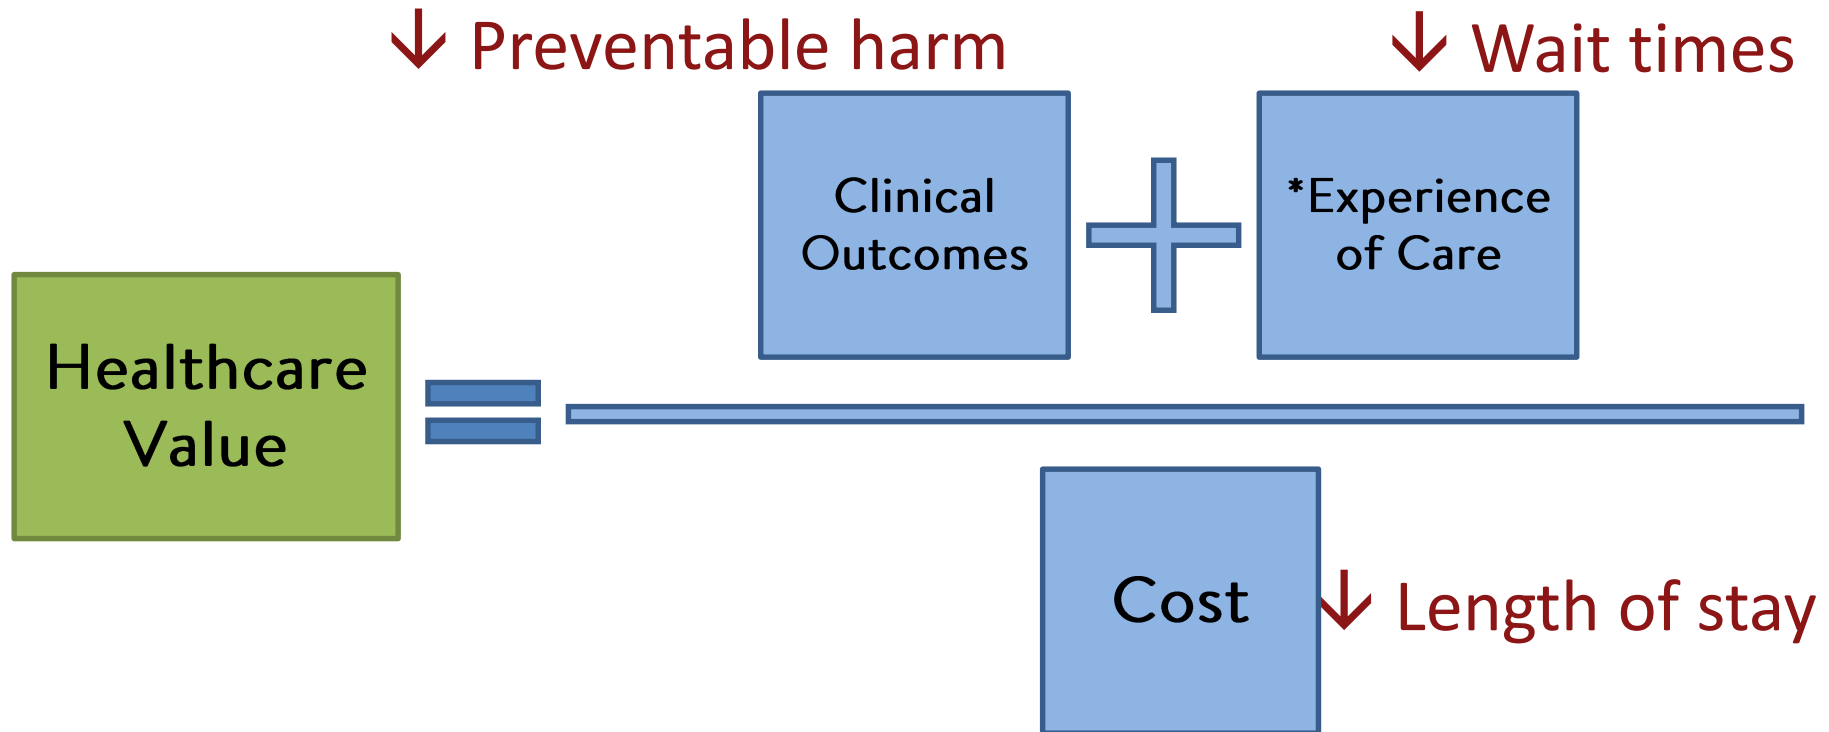 ↓ Preventable harm
↓ Wait times
Clinical
Outcomes
*Experience
of Care
Healthcare
Value
Cost
↓ Length of stay